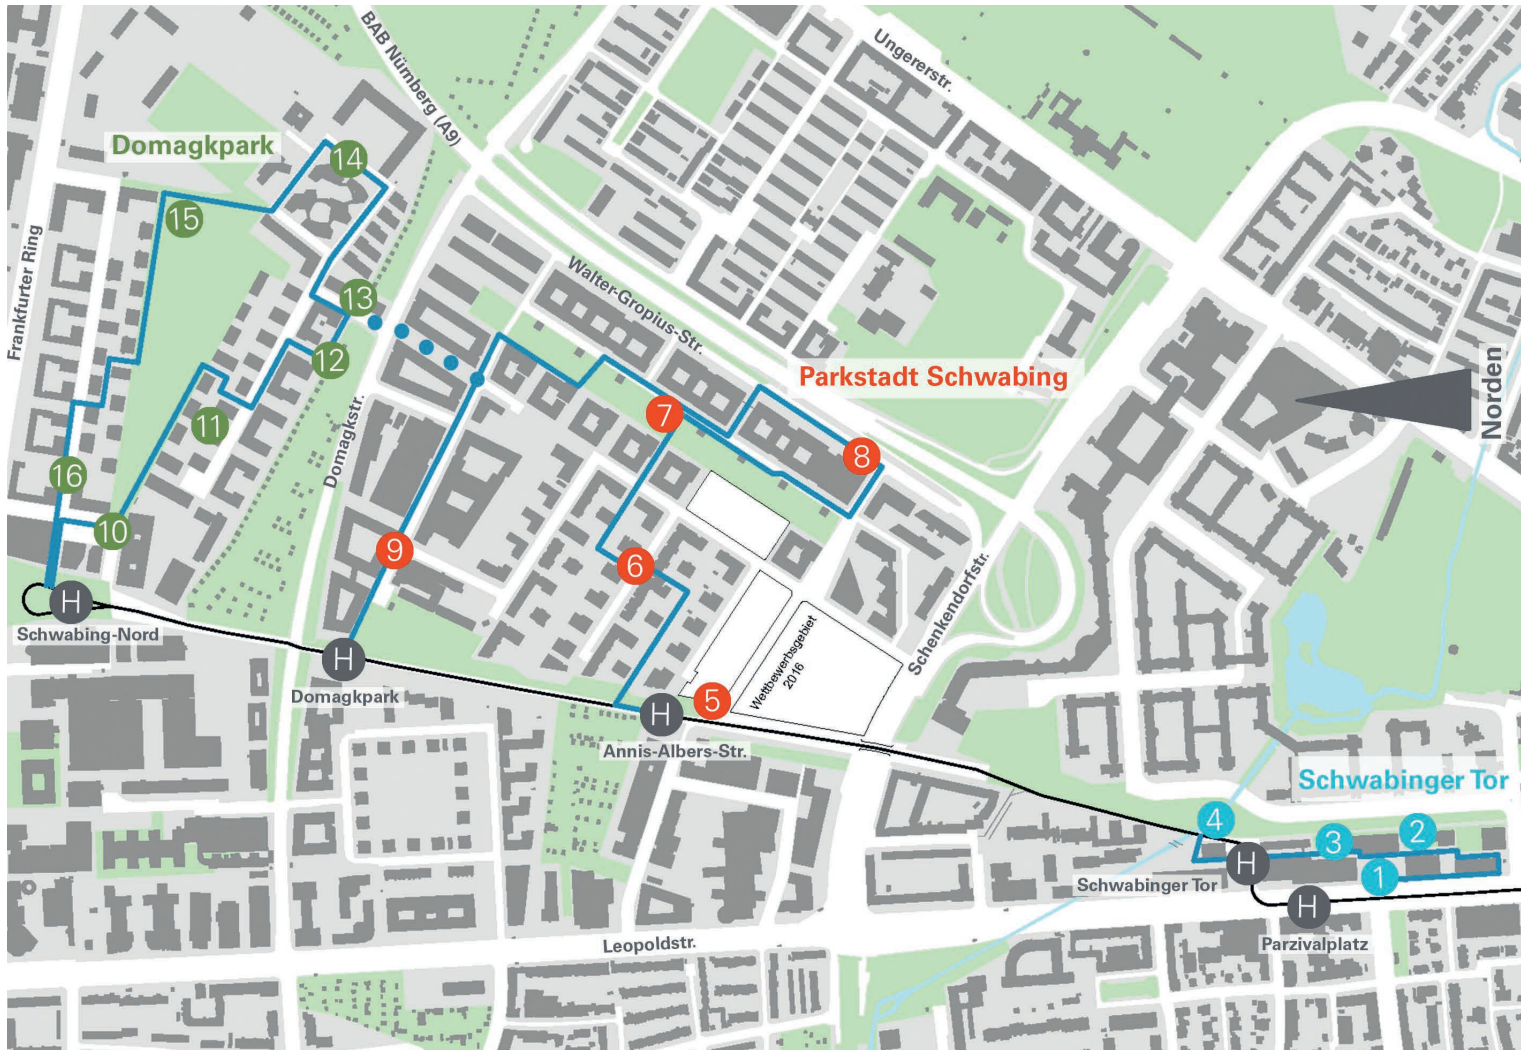 BAB Nürnberg (A9)
Ungererstr.
Domagkpark
14
15
Frankfurter Ring
Walter-Gropius-Str.
13
12
Parkstadt Schwabing
Norden
7
11
Domagkstr.
8
16
10
9
6
Schenkendorfstr.
H
Schwabing-Nord
H
Domagkpark
Wettbewerbsgebiet
2016
5
H
Annis-Albers-Str.
Schwabinger Tor
4
3
2
1
H
Schwabinger Tor
H
Parzivalplatz
Leopoldstr.